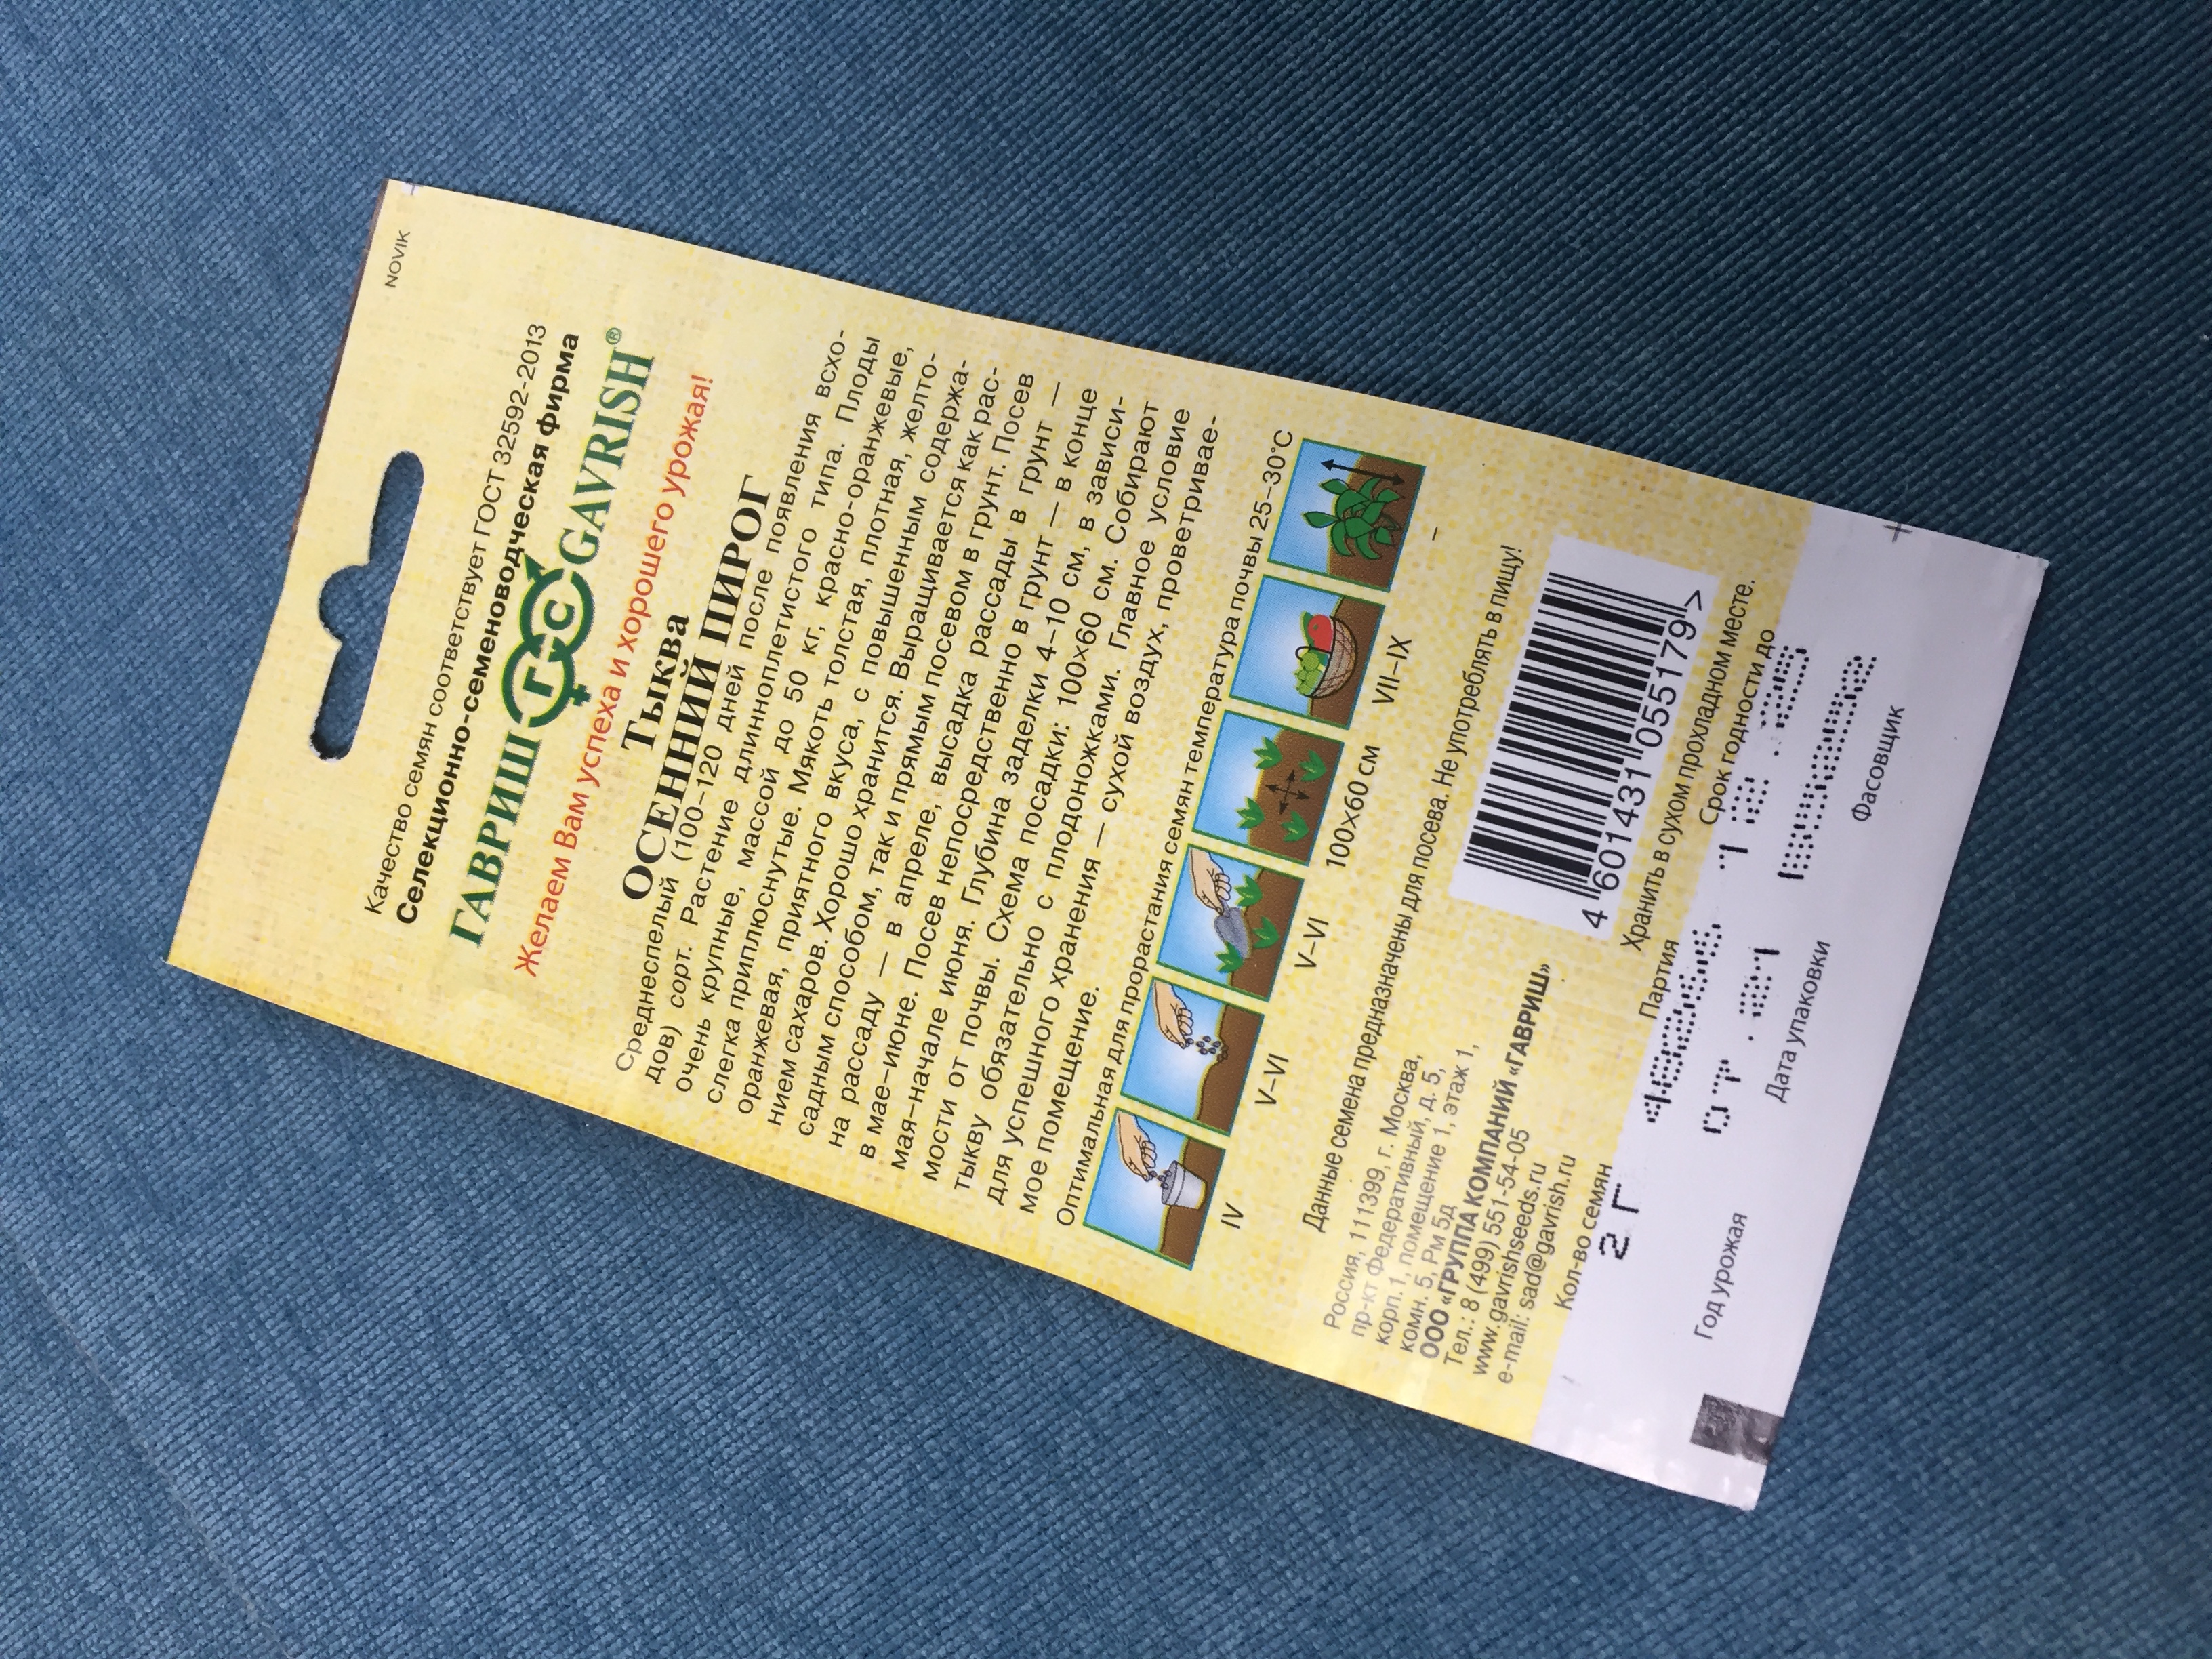 NOVIK
Качество семян соответствует ГОСТ 32592-2013
Селекционно-семеноводческая фирма
ГАВРИШ ГС GAVRISH®
Желаем Вам успеха и хорошего урожая!
Тыква
ОСЕННИЙ ПИРОГ
Среднеспелый (100–120 дней после появления всхо-
дов) сорт. Растение длинноплетистого типа. Плоды
очень крупные, массой до 50 кг, красно-оранжевые,
слегка приплюснутые. Мякоть толстая, плотная, желто-
оранжевая, приятного вкуса, с повышенным содержа-
нием сахаров. Хорошо хранится. Выращивается как рас-
садным способом, так и прямым посевом в грунт. Посев
на рассаду — в апреле, высадка рассады в грунт —
в мае–июне. Посев непосредственно в грунт — в конце
мая–начале июня. Глубина заделки 4–10 см, в зависи-
мости от почвы. Схема посадки: 100×60 см. Собирают
тыкву обязательно с плодоножками. Главное условие
для успешного хранения — сухой воздух, проветривае-
мое помещение.
Оптимальная для прорастания семян температура почвы 25–30°C
IV V–VI V–VI 100×60 см VII–IX –
Данные семена предназначены для посева. Не употреблять в пищу!
Россия, 111399, г. Москва,
пр-кт Федеративный, д. 5,
корп. 1, помещение 1, этаж 1,
комн. 5, Рм 5д
ООО «ГРУППА КОМПАНИЙ «ГАВРИШ»
Тел.: 8 (499) 551-54-05
www.gavrishseeds.ru
e-mail: sad@gavrish.ru
4 601431 055179 >
Хранить в сухом прохладном месте.
Кол-во семян
2 Г
Партия
Срок годности до
Год урожая
Дата упаковки
Фасовщик